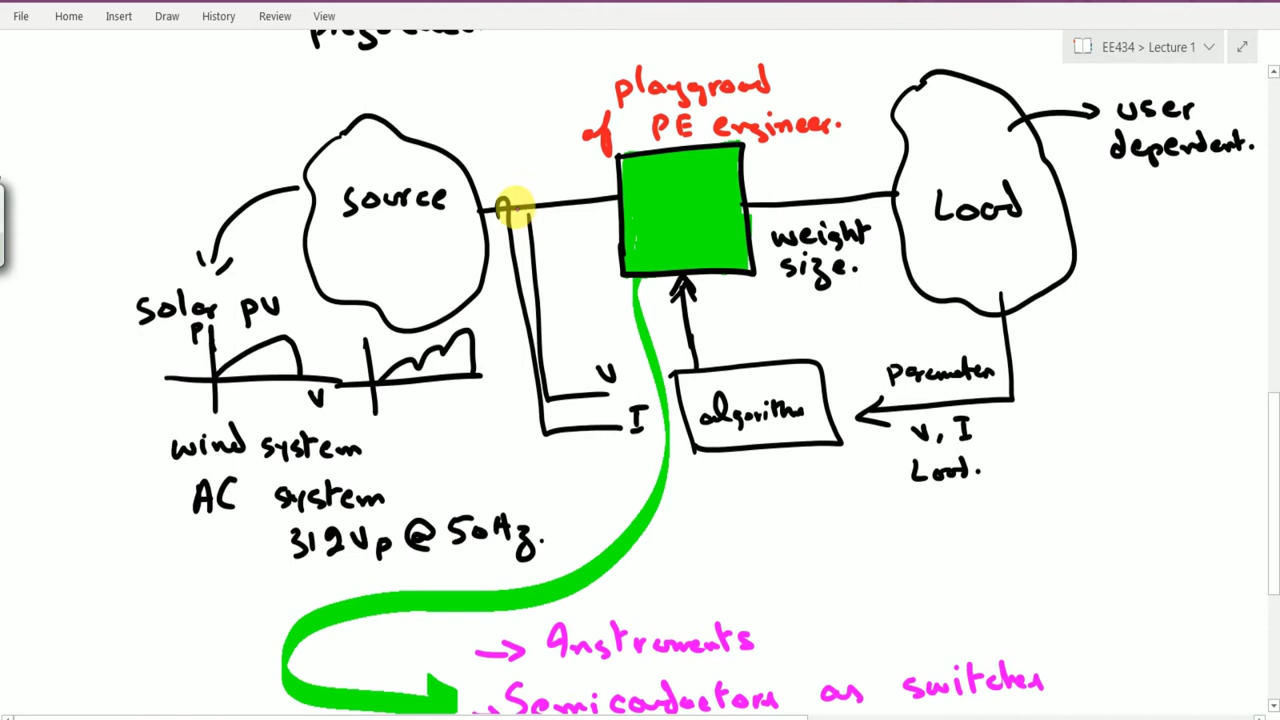 File Home Insert Draw History Review View
EE434 > Lecture 1
playgroad
of PE engineer.
user
dependent.
source
Load
weight
size.
solar PV
P
V
V
I
algorithm
parameter
V, I
Load.
wind system
AC system
312Vp @ 50Hz.
→ Instruments
→ Semiconductors as switches